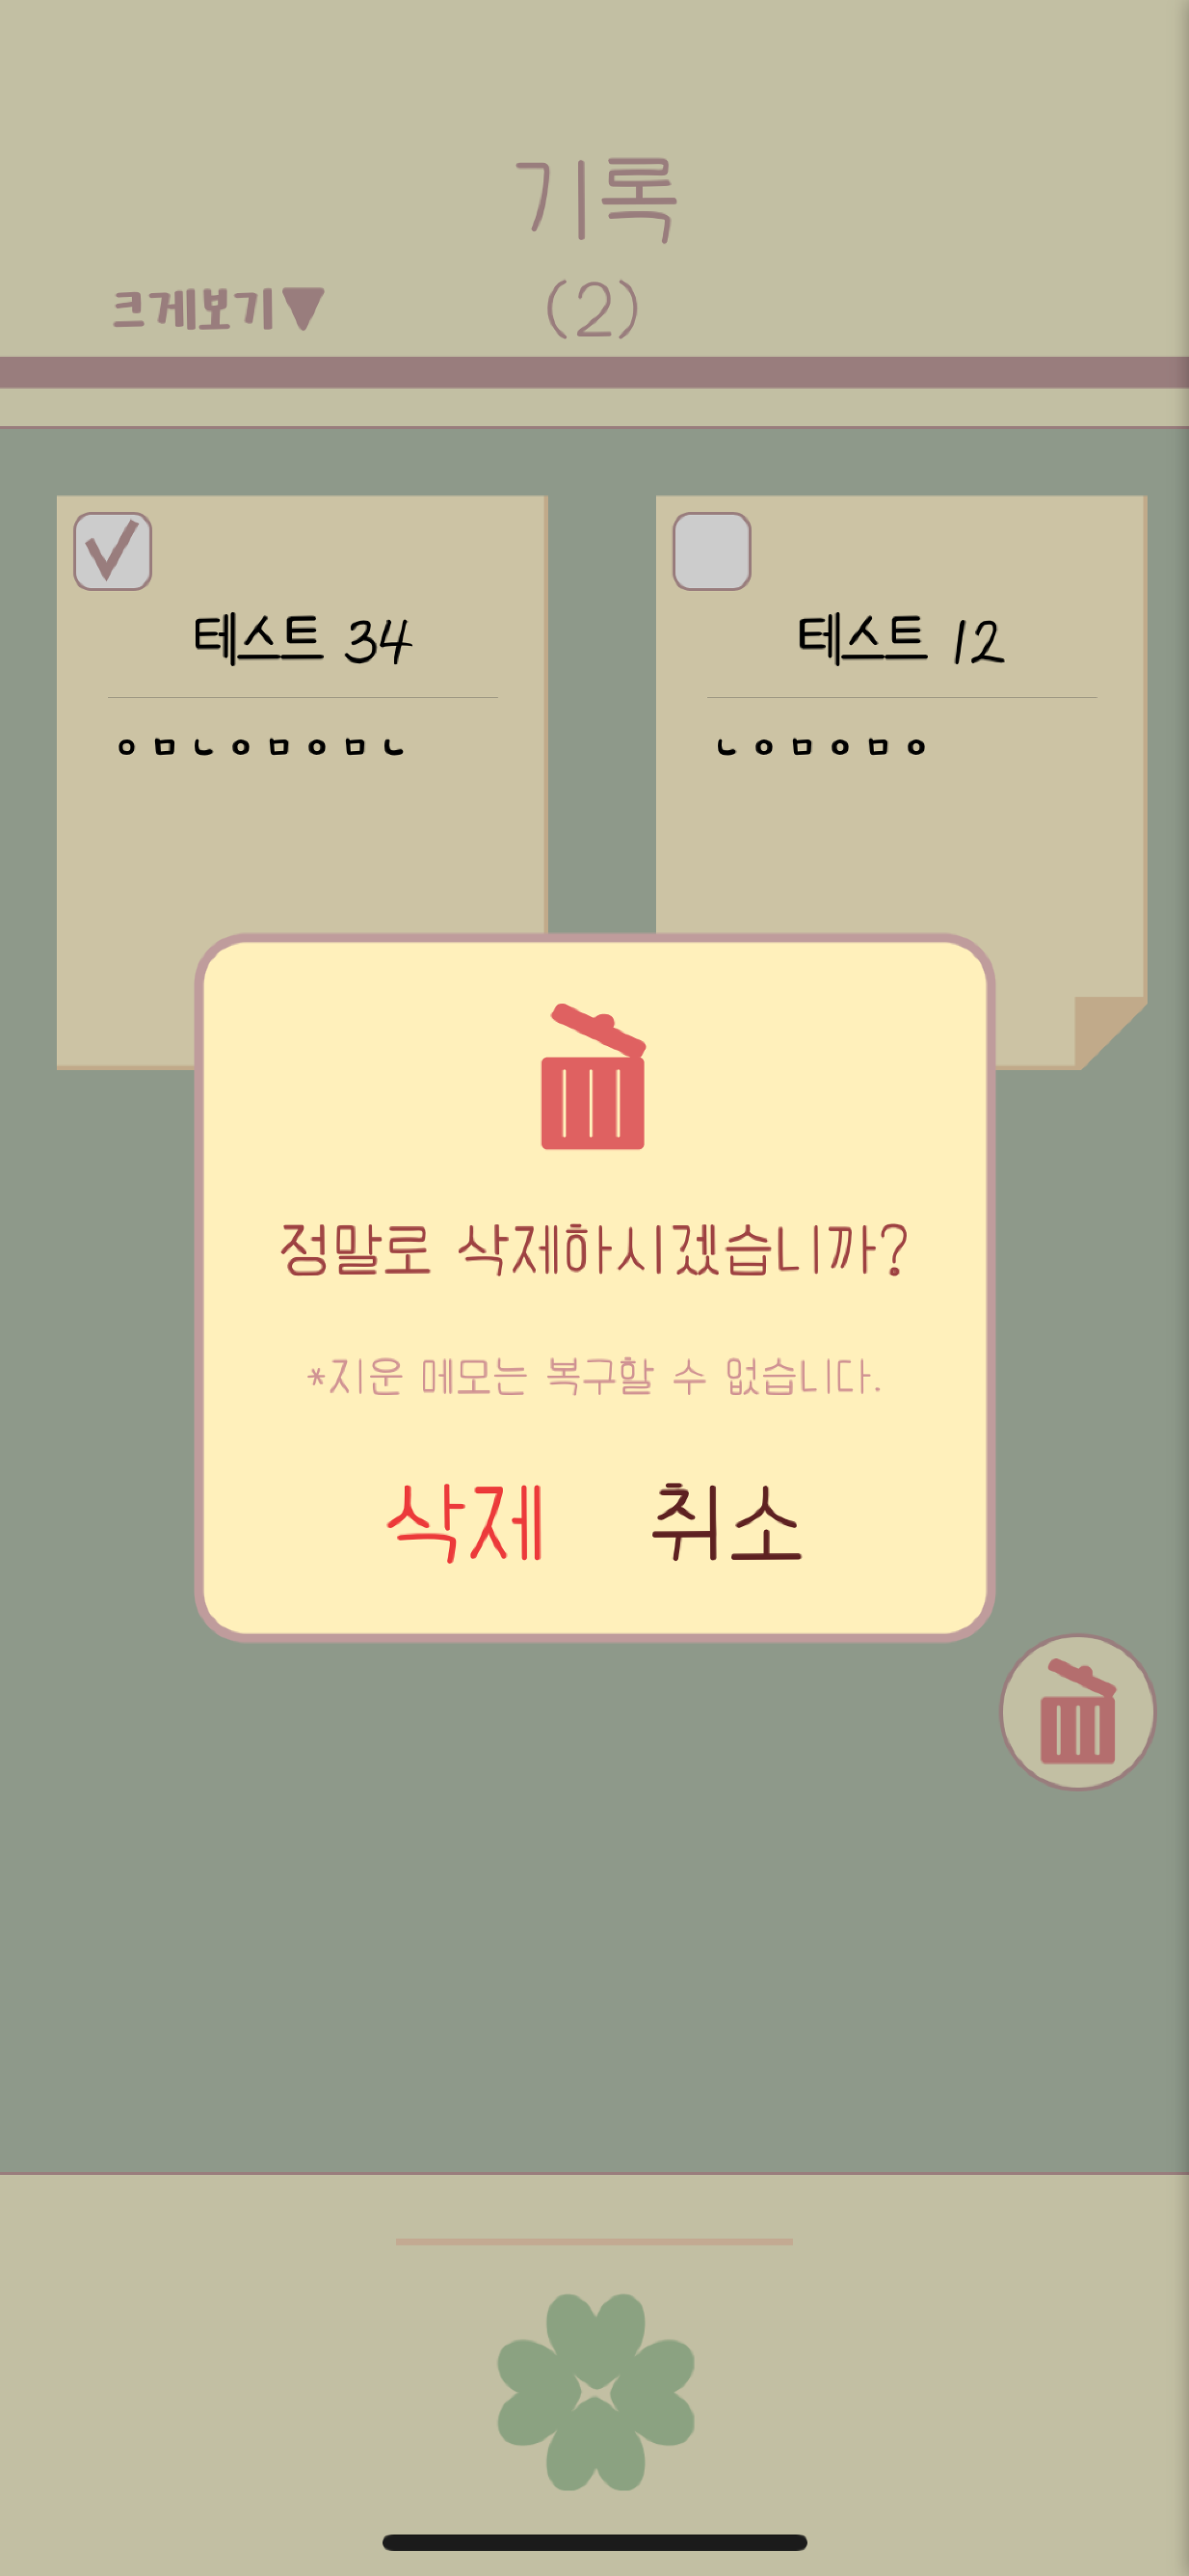 기록
(2)
크게보기▼
테스트 34
ㅇㅁㄴㅇㅁㅇㅁㄴ
테스트 12
ㄴㅇㅁㅇㅁㅇ
정말로 삭제하시겠습니까?
*지운 메모는 복구할 수 없습니다.
삭제 취소